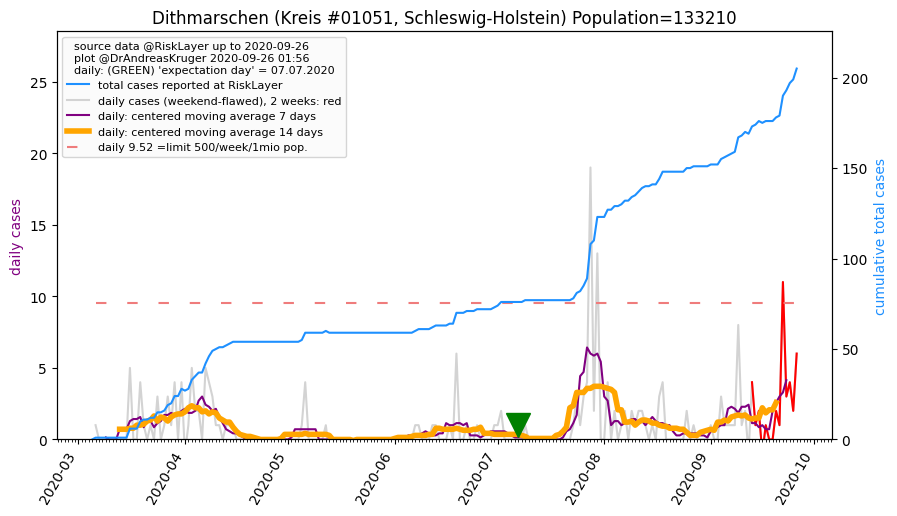 Dithmarschen (Kreis #01051, Schleswig-Holstein) Population=133210
source data @RiskLayer up to 2020-09-26
plot @DrAndreasKruger 2020-09-26 01:56
daily: (GREEN) 'expectation day' = 07.07.2020
total cases reported at RiskLayer
daily cases (weekend-flawed), 2 weeks: red
daily: centered moving average 7 days
daily: centered moving average 14 days
daily 9.52 =limit 500/week/1mio pop.
daily cases
25
20
15
10
5
0
cumulative total cases
200
150
100
50
0
2020-03
2020-04
2020-05
2020-06
2020-07
2020-08
2020-09
2020-10